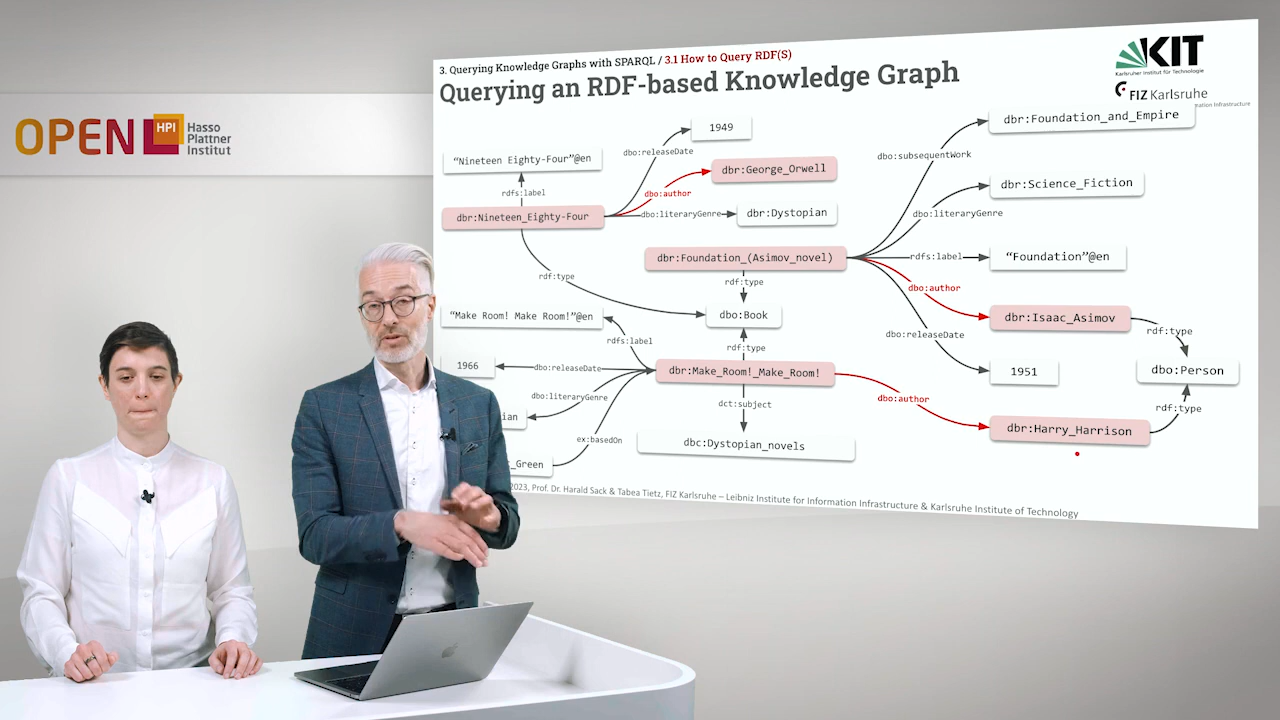 OPEN HPI Hasso
Plattner
Institut
3. Querying Knowledge Graphs with SPARQL / 3.1 How to Query RDF(S)
Querying an RDF-based Knowledge Graph
KIT
Karlsruher Institut für Technologie
FIZ Karlsruhe
mation Infrastructure
1949
dbo:releaseDate
“Nineteen Eighty-Four”@en
rdfs:label
dbr:George_Orwell
dbo:author
dbr:Nineteen_Eighty-Four
dbo:literaryGenre
dbr:Dystopian
rdf:type
dbr:Foundation_and_Empire
dbo:subsequentWork
dbr:Science_Fiction
dbo:literaryGenre
dbr:Foundation_(Asimov_novel)
rdfs:label
“Foundation”@en
rdf:type
dbo:author
dbr:Isaac_Asimov
rdf:type
dbo:Book
“Make Room! Make Room!”@en
rdfs:label
rdf:type
dbo:releaseDate
1951
dbo:Person
1966
dbo:releaseDate
dbr:Make_Room!_Make_Room!
dbo:literaryGenre
ian
dct:subject
dbo:author
rdf:type
dbr:Harry_Harrison
ex:basedOn
t_Green
dbc:Dystopian_novels
2023, Prof. Dr. Harald Sack & Tabea Tietz, FIZ Karlsruhe – Leibniz Institute for Information Infrastructure & Karlsruhe Institute of Technology